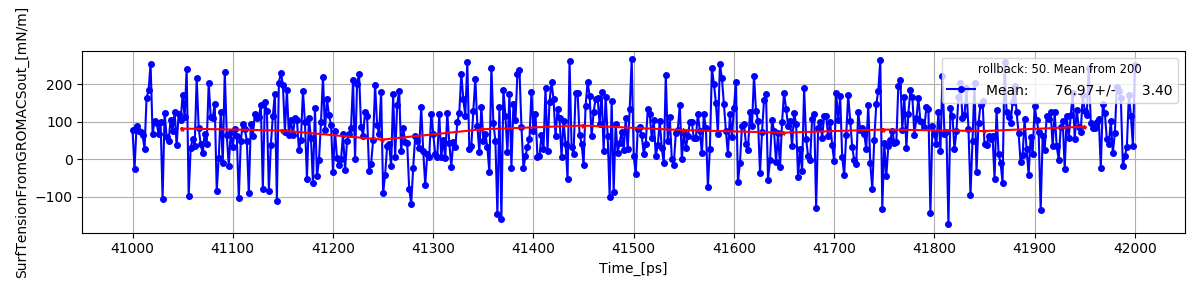 SurfTensionFromGROMACSout_[mN/m]
200
100
0
−100
rollback: 50. Mean from 200
Mean: 76.97+/- 3.40
41000 41100 41200 41300 41400 41500 41600 41700 41800 41900 42000
Time_[ps]